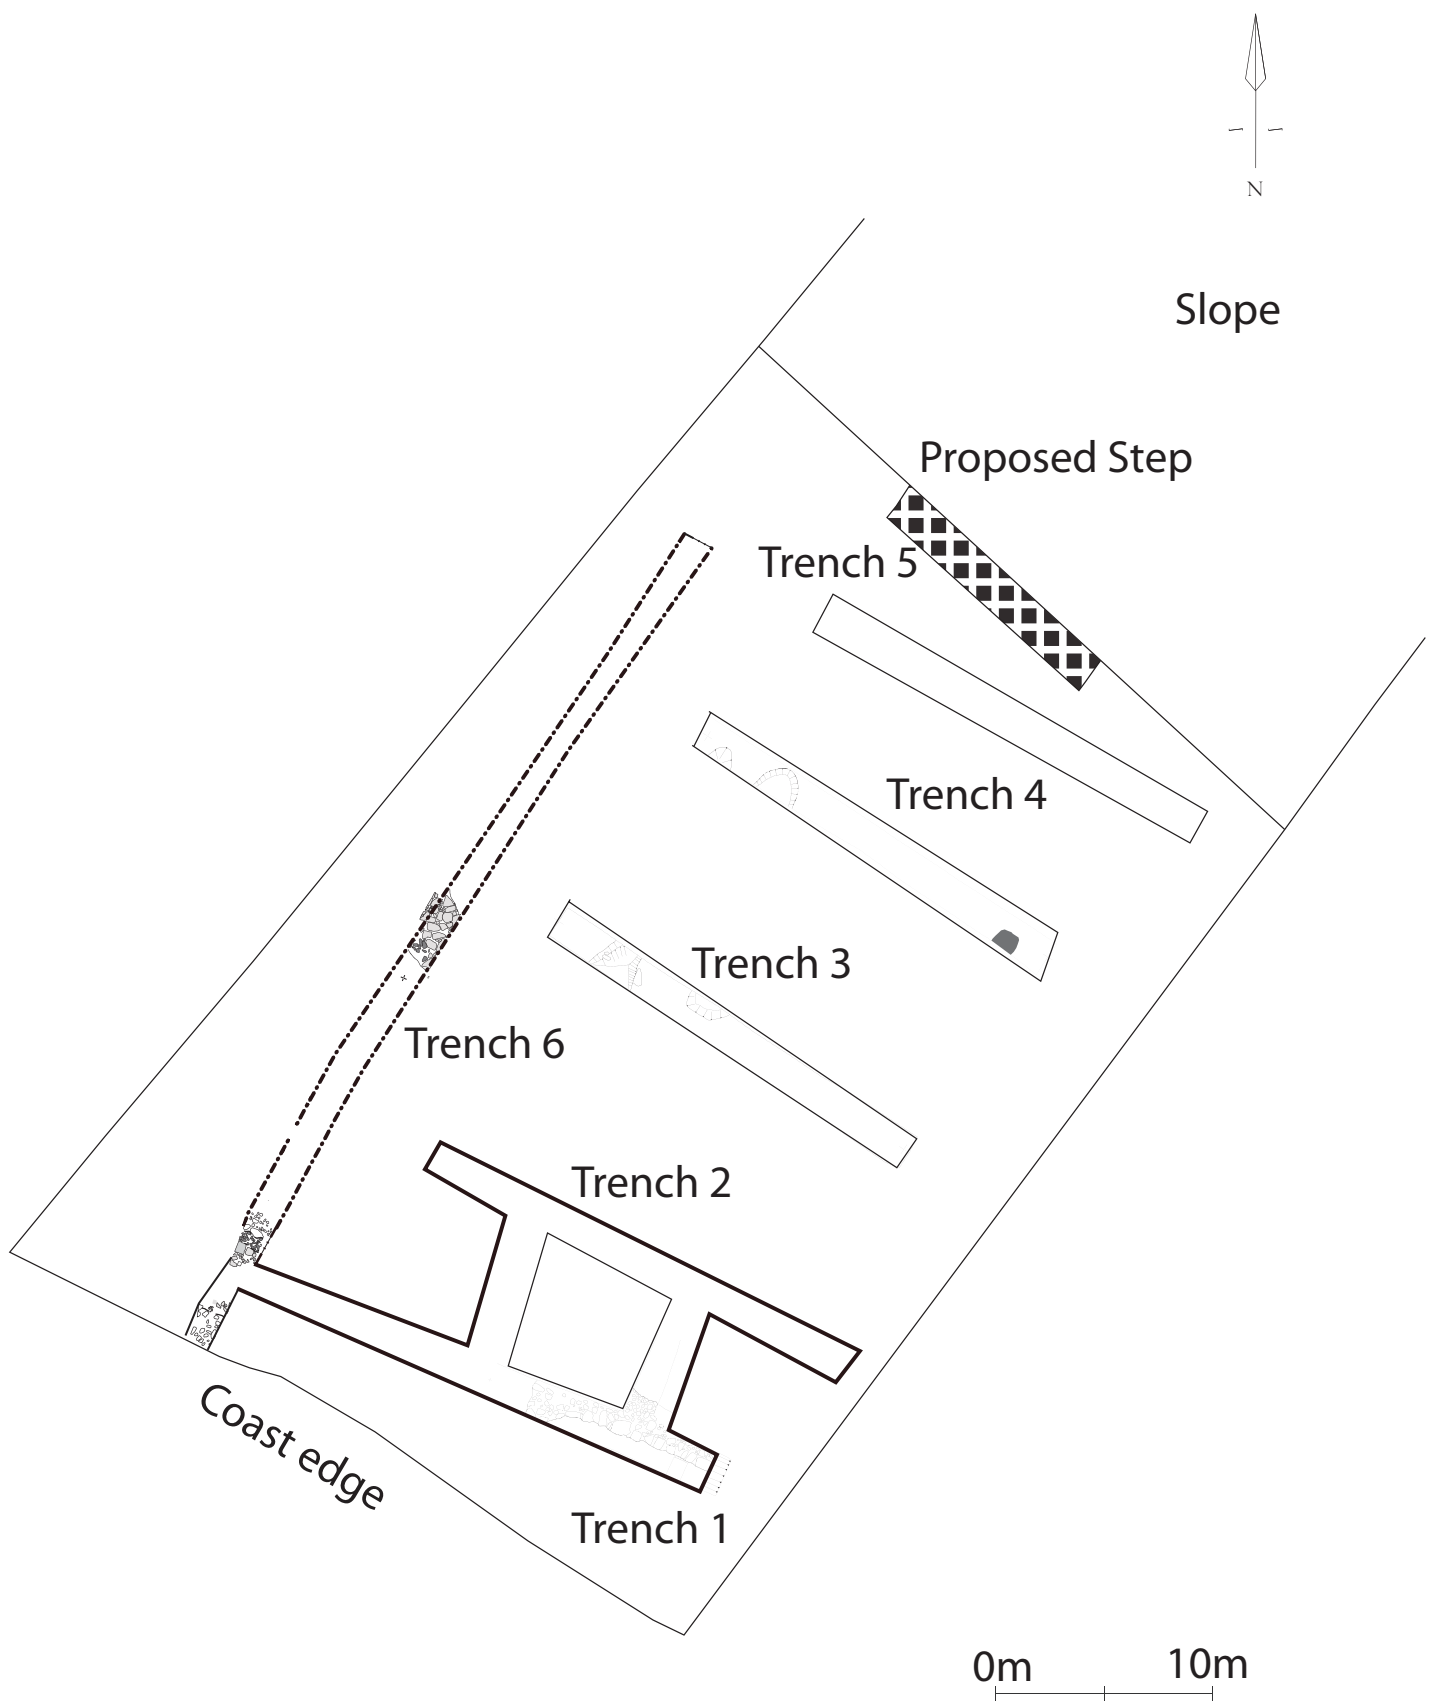 N
Slope
Proposed Step
Trench 5
Trench 4
Trench 3
Trench 6
Trench 2
Coast edge
Trench 1
0m 10m